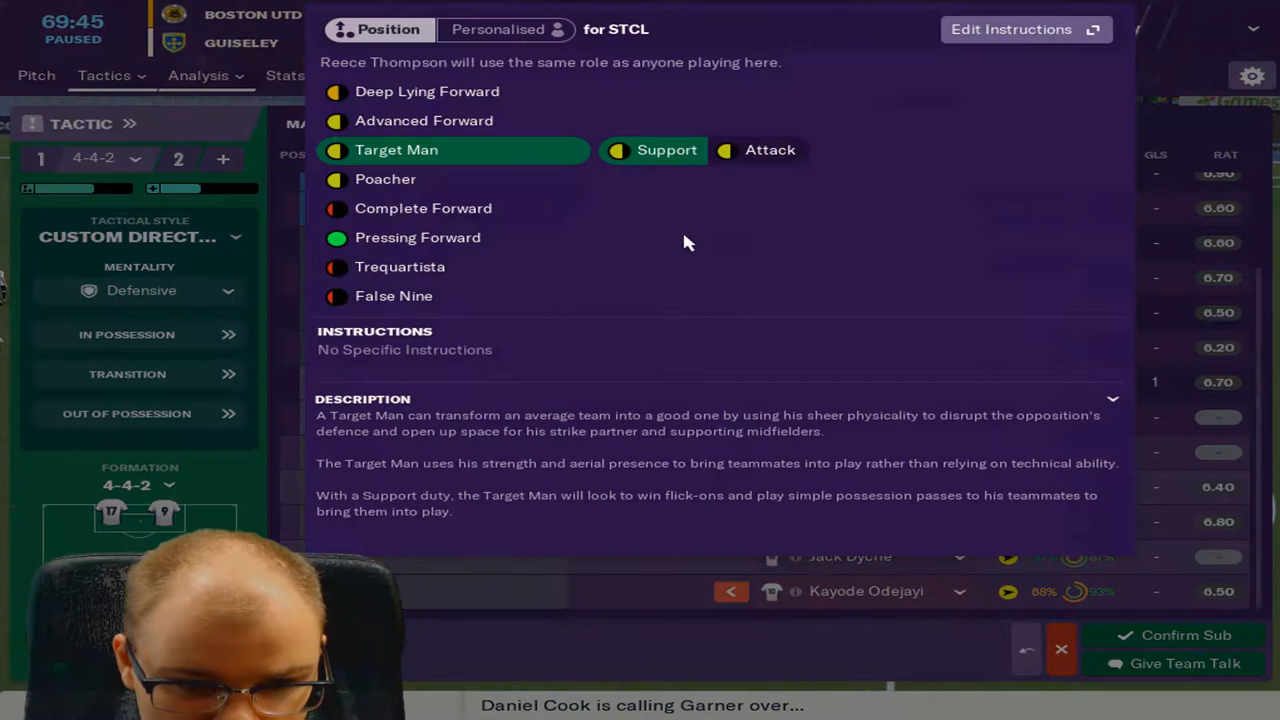 69:45
PAUSED
BOSTON UTD
GUISELEY
Position
Personalised
for STCL
Edit Instructions
Pitch
Tactics
Analysis
Stats
Reece Thompson will use the same role as anyone playing here.
Deep Lying Forward
Advanced Forward
Target Man
Support
Attack
Poacher
Complete Forward
Pressing Forward
Trequartista
False Nine
INSTRUCTIONS
No Specific Instructions
DESCRIPTION
A Target Man can transform an average team into a good one by using his sheer physicality to disrupt the opposition's
defence and open up space for his strike partner and supporting midfielders.
The Target Man uses his strength and aerial presence to bring teammates into play rather than relying on technical ability.
With a Support duty, the Target Man will look to win flick-ons and play simple possession passes to his teammates to
bring them into play.
TACTIC
1
4-4-2
2
+
TACTICAL STYLE
CUSTOM DIRECT...
MENTALITY
Defensive
IN POSSESSION
TRANSITION
OUT OF POSSESSION
FORMATION
4-4-2
17
9
POS
GLS
RAT
6.90
6.60
6.60
6.70
6.50
6.20
1
6.70
6.40
6.80
Jack Dyche
Kayode Odejayi
68%
93%
6.50
Confirm Sub
Give Team Talk
Daniel Cook is calling Garner over...